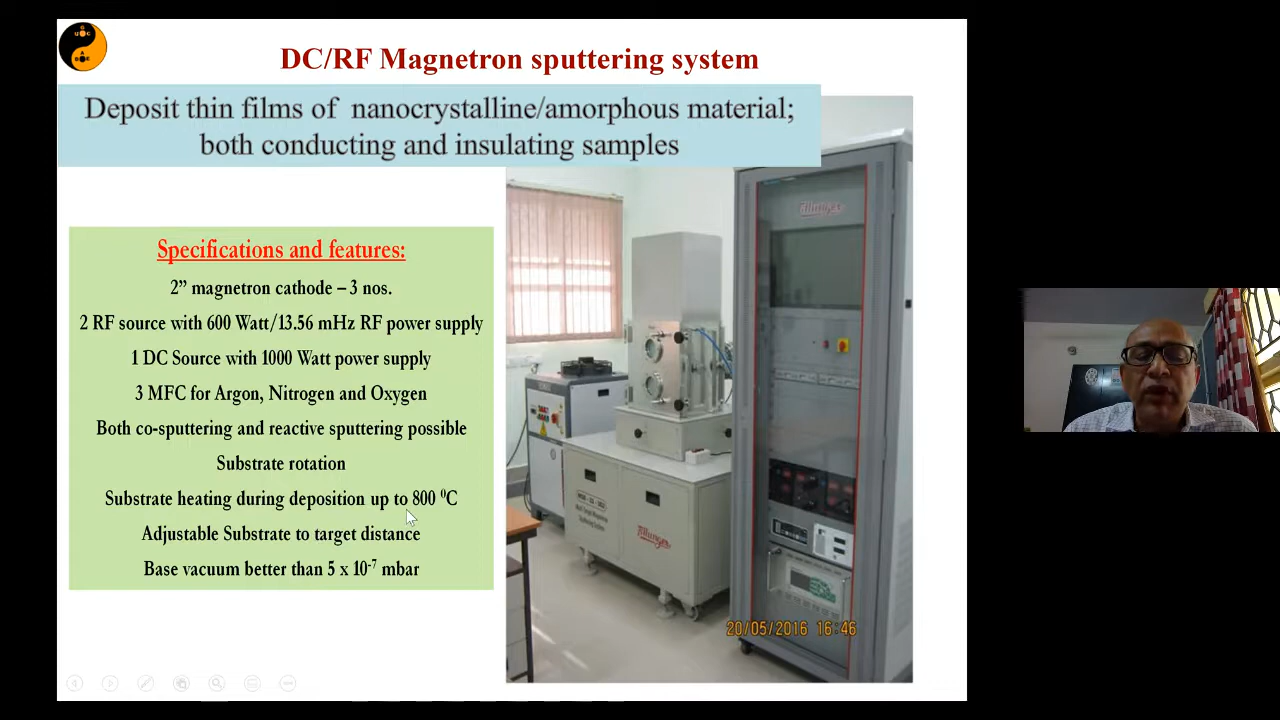 DC/RF Magnetron sputtering system
Deposit thin films of nanocrystalline/amorphous material;
both conducting and insulating samples
Specifications and features:
2” magnetron cathode – 3 nos.
2 RF source with 600 Watt/13.56 mHz RF power supply
1 DC Source with 1000 Watt power supply
3 MFC for Argon, Nitrogen and Oxygen
Both co-sputtering and reactive sputtering possible
Substrate rotation
Substrate heating during deposition up to 800 ⁰C
Adjustable Substrate to target distance
Base vacuum better than 5 x 10⁻⁷ mbar
20/05/2016 16:46